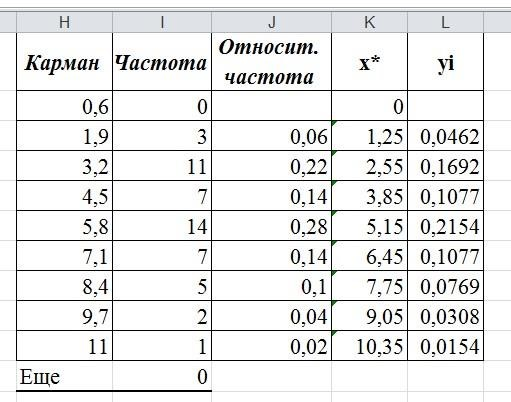 H I J K L
Карман Частота Относит. частота x* yi
0,6 0 0
1,9 3 0,06 1,25 0,0462
3,2 11 0,22 2,55 0,1692
4,5 7 0,14 3,85 0,1077
5,8 14 0,28 5,15 0,2154
7,1 7 0,14 6,45 0,1077
8,4 5 0,1 7,75 0,0769
9,7 2 0,04 9,05 0,0308
11 1 0,02 10,35 0,0154
Еще 0